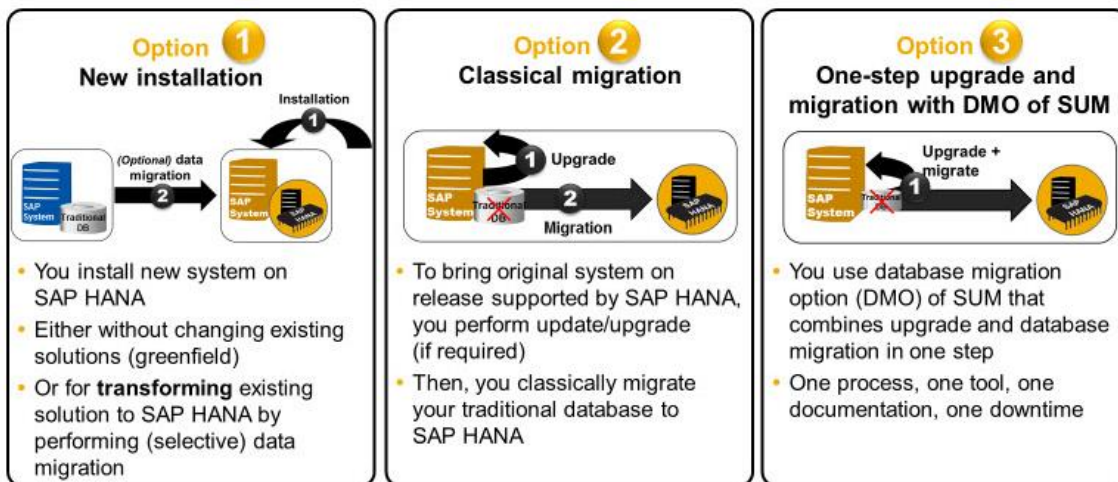 Option 1
New installation
Installation
1
(Optional) data
migration
2
SAP
System
Traditional
DB
SAP
System
SAP
HANA
• You install new system on
SAP HANA
• Either without changing existing
solutions (greenfield)
• Or for transforming existing
solution to SAP HANA by
performing (selective) data
migration
Option 2
Classical migration
1 Upgrade
SAP
System
Traditional
DB
2
Migration
SAP
HANA
• To bring original system on
release supported by SAP HANA,
you perform update/upgrade
(if required)
• Then, you classically migrate
your traditional database to
SAP HANA
Option 3
One-step upgrade and
migration with DMO of SUM
Upgrade +
migrate
1
SAP
System
Traditional
SAP
HANA
• You use database migration
option (DMO) of SUM that
combines upgrade and database
migration in one step
• One process, one tool, one
documentation, one downtime